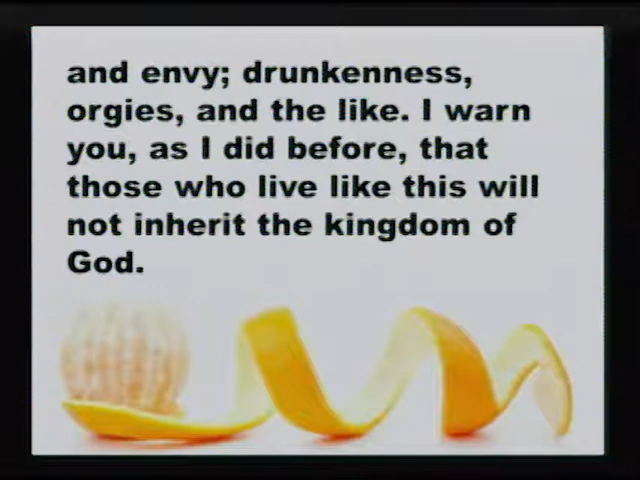 and envy; drunkenness,
orgies, and the like. I warn
you, as I did before, that
those who live like this will
not inherit the kingdom of
God.